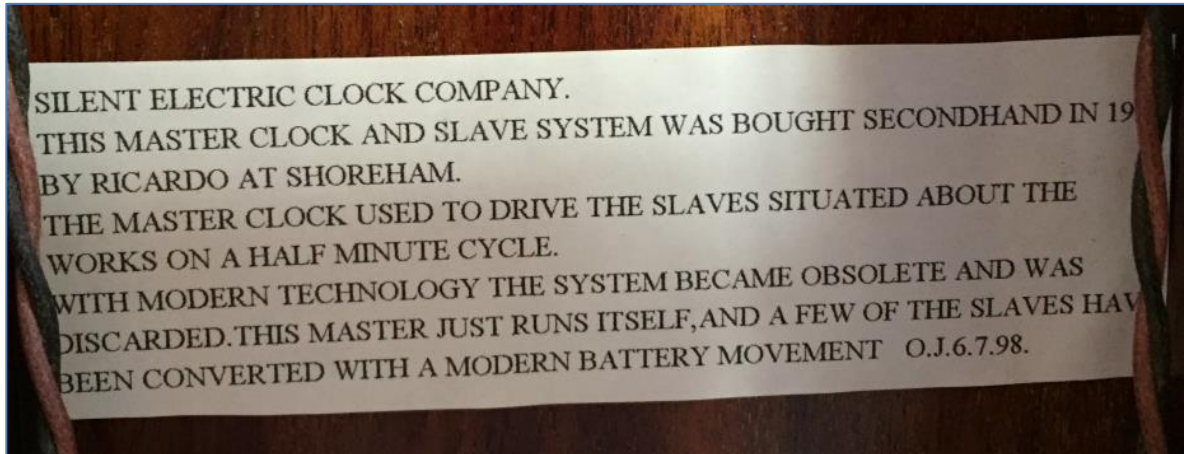 SILENT ELECTRIC CLOCK COMPANY.
THIS MASTER CLOCK AND SLAVE SYSTEM WAS BOUGHT SECONDHAND IN 19
BY RICARDO AT SHOREHAM.
THE MASTER CLOCK USED TO DRIVE THE SLAVES SITUATED ABOUT THE
WORKS ON A HALF MINUTE CYCLE.
WITH MODERN TECHNOLOGY THE SYSTEM BECAME OBSOLETE AND WAS
DISCARDED.THIS MASTER JUST RUNS ITSELF,AND A FEW OF THE SLAVES HAV
BEEN CONVERTED WITH A MODERN BATTERY MOVEMENT O.J.6.7.98.